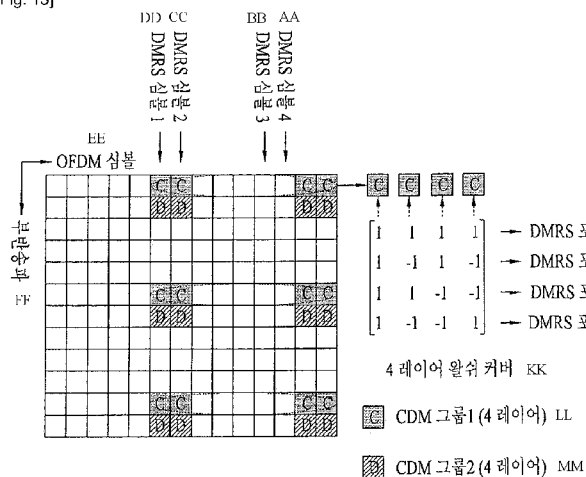 Fig. 13]
DD CC BB AA
DMRS 심볼 1
DMRS 심볼 2
DMRS 심볼 3
DMRS 심볼 4
EE
OFDM 심볼
부반송파
FF
C C C C C C C C
D D D D
1 1 1 1 → DMRS
1 -1 1 -1 → DMRS
1 1 -1 -1 → DMRS
1 -1 -1 1 → DMRS
C C C C
D D D D
4 레이어 왈쉬 커버 KK
C C C C
D D D D
C CDM 그룹1 (4 레이어) LL
D CDM 그룹2 (4 레이어) MM